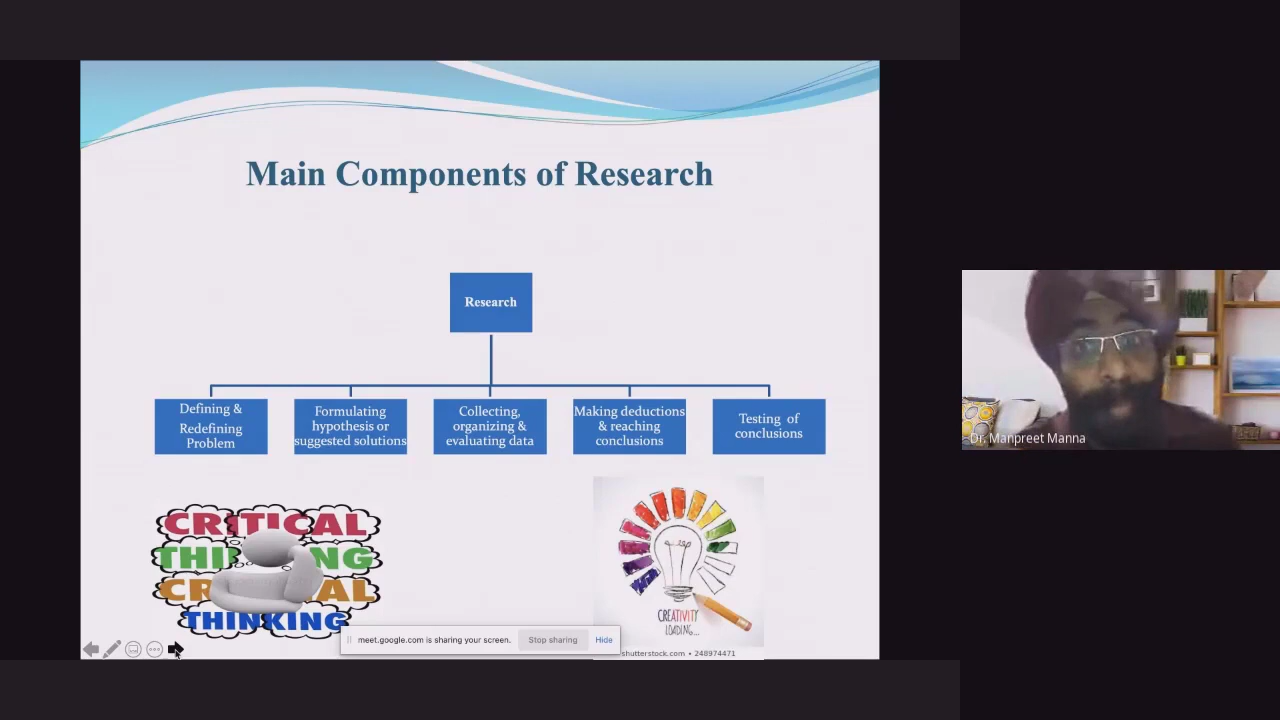 Main Components of Research
Research
Defining &
Redefining
Problem
Formulating
hypothesis or
suggested solutions
Collecting,
organizing &
evaluating data
Making deductions
& reaching
conclusions
Testing of
conclusions
CRITICAL
THINKING
THINKING
CREATIVITY
LOADING...
shutterstock.com • 248974471
meet.google.com is sharing your screen.
Stop sharing
Hide
Dr. Manpreet Manna